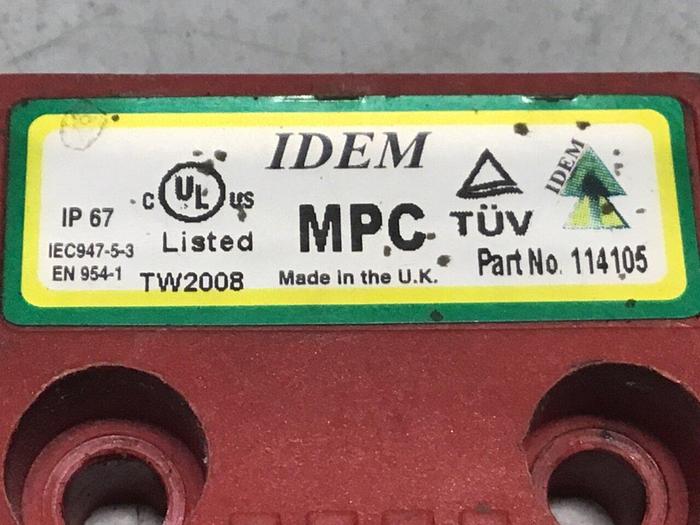 IDEM
IDEM
C UL US
Listed
MPC
TÜV
IP 67
IEC947-5-3
EN 954-1
TW2008
Made in the U.K.
Part No. 114105